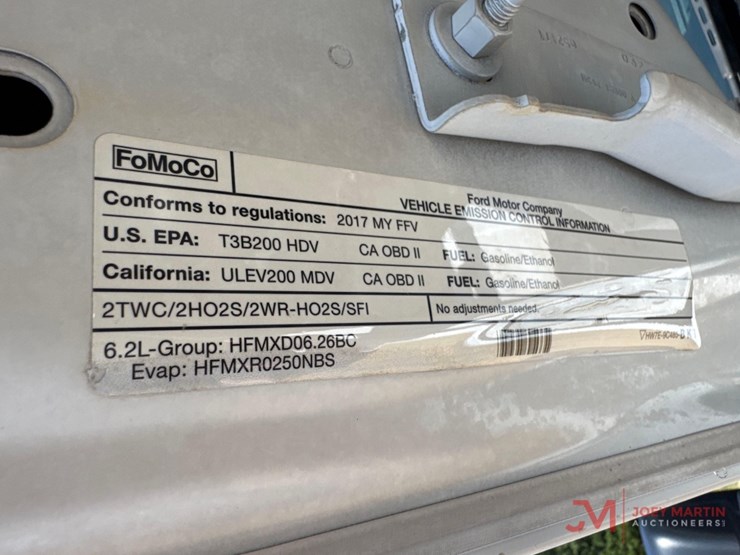 FoMoCo
Ford Motor Company
VEHICLE EMISSION CONTROL INFORMATION
Conforms to regulations: 2017 MY FFV
U.S. EPA: T3B200 HDV CA OBD II FUEL: Gasoline/Ethanol
California: ULEV200 MDV CA OBD II FUEL: Gasoline/Ethanol
2TWC/2HO2S/2WR-HO2S/SFI No adjustments needed.
6.2L-Group: HFMXD06.26BC
Evap: HFMXR0250NBS
JM JOEY MARTIN
AUCTIONEERS